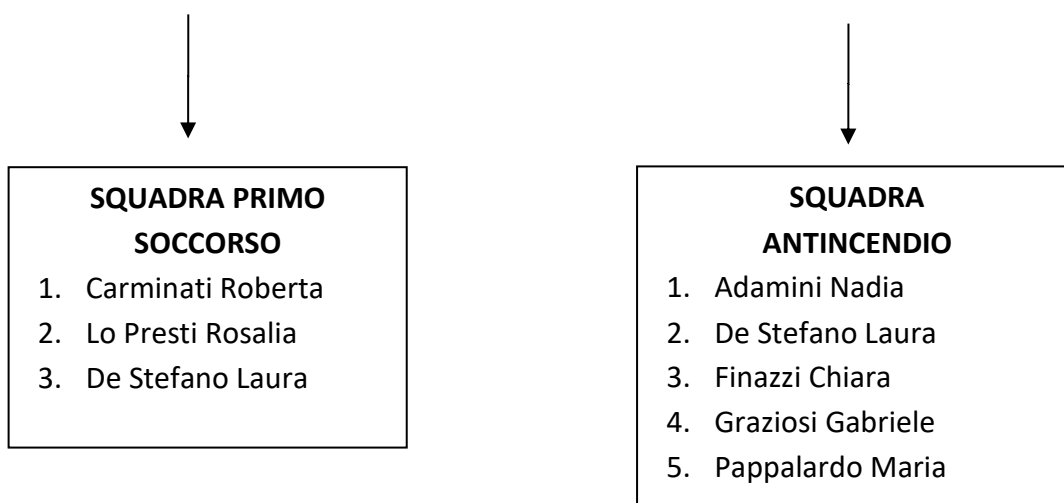 SQUADRA PRIMO
SOCCORSO
1. Carminati Roberta
2. Lo Presti Rosalia
3. De Stefano Laura
SQUADRA
ANTINCENDIO
1. Adamini Nadia
2. De Stefano Laura
3. Finazzi Chiara
4. Graziosi Gabriele
5. Pappalardo Maria